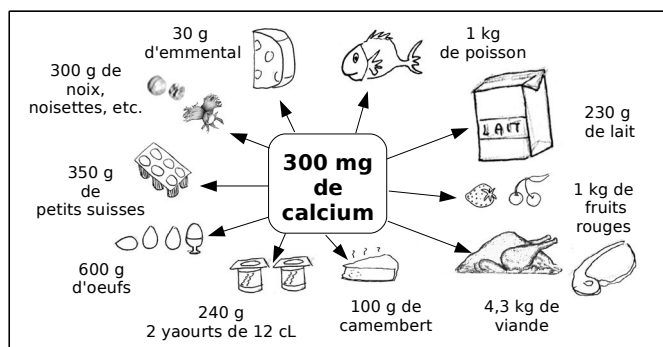 30 g
d'emmental
1 kg
de poisson
300 g de
noix,
noisettes, etc.
LAIT
230 g
de lait
300 mg
de
calcium
350 g
de
petits suisses
1 kg de
fruits
rouges
600 g
d'oeufs
240 g
2 yaourts de 12 cL
100 g de
camembert
4,3 kg de
viande